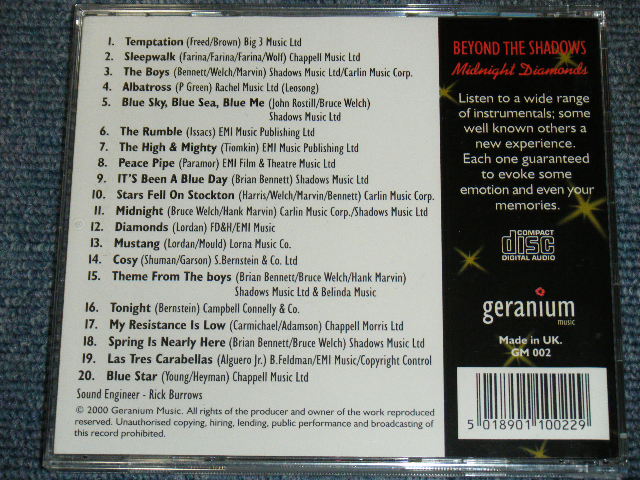 1. Temptation (Freed/Brown) Big 3 Music Ltd
2. Sleepwalk (Farina/Farina/Farina/Wolf) Chappell Music Ltd
3. The Boys (Bennett/Welch/Marvin) Shadows Music Ltd/Carlin Music Corp.
4. Albatross (P Green) Rachel Music Ltd (Leosong)
5. Blue Sky, Blue Sea, Blue Me (John Rostill/Bruce Welch)
Shadows Music Ltd
6. The Rumble (Issacs) EMI Music Publishing Ltd
7. The High & Mighty (Tiomkin) EMI Music Publishing Ltd
8. Peace Pipe (Paramor) EMI Film & Theatre Music Ltd
9. IT'S Been A Blue Day (Brian Bennett) Shadows Music Ltd
10. Stars Fell On Stockton (Harris/Welch/Marvin/Bennett) Carlin Music Corp.
11. Midnight (Bruce Welch/Hank Marvin) Carlin Music Corp./Shadows Music Ltd
12. Diamonds (Lordan) FD&H/EMI Music
13. Mustang (Lordan/Mould) Lorna Music Co.
14. Cosy (Shuman/Garson) S.Bernstein & Co. Ltd
15. Theme From The boys (Brian Bennett/Bruce Welch/Hank Marvin)
Shadows Music Ltd & Belinda Music
16. Tonight (Bernstein) Campbell Connelly & Co.
17. My Resistance Is Low (Carmichael/Adamson) Chappell Morris Ltd
18. Spring Is Nearly Here (Brian Bennett/Bruce Welch) Shadows Music Ltd
19. Las Tres Carabellas (Alguero Jr.) B.Feldman/EMI Music/Copyright Control
20. Blue Star (Young/Heyman) Chappell Music Ltd
Sound Engineer - Rick Burrows
© 2000 Geranium Music. All rights of the producer and owner of the work reproduced
reserved. Unauthorised copying, hiring, lending, public performance and broadcasting of
this record prohibited.
BEYOND THE SHADOWS
Midnight Diamonds
Listen to a wide range
of instrumentals; some
well known others a
new experience.
Each one guaranteed
to evoke some
emotion and even your
memories.
COMPACT
disc
DIGITAL AUDIO
geranium
music
Made in UK.
GM 002
5 018901 100229